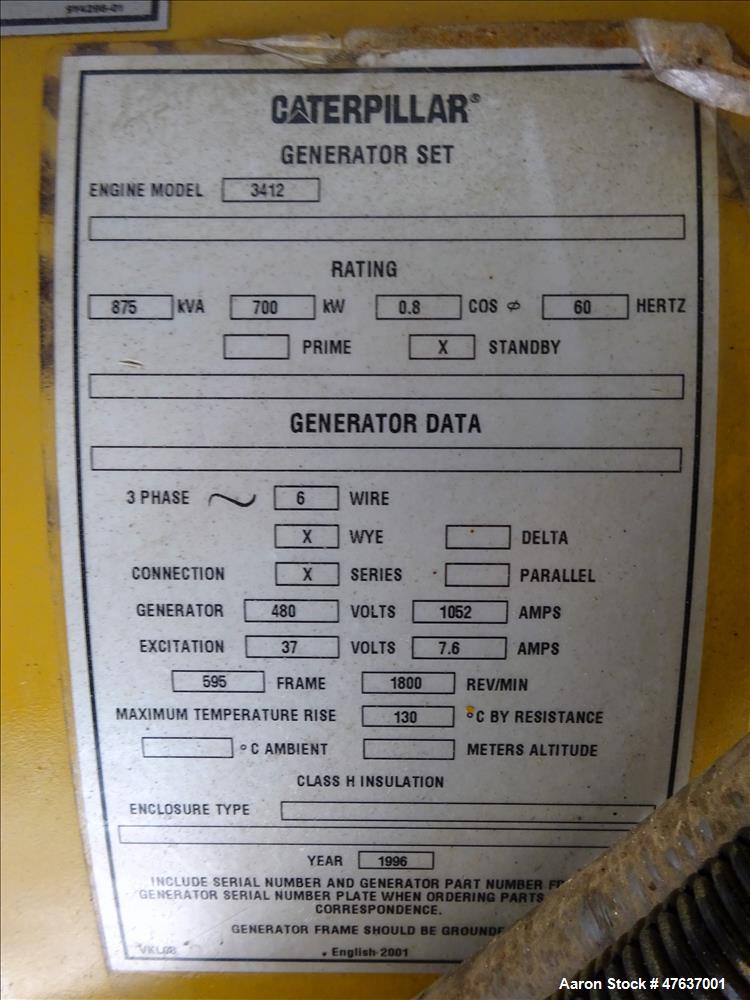 9Y4266-01
CATERPILLAR®
GENERATOR SET
ENGINE MODEL 3412
RATING
875 kVA 700 kW 0.8 COS ⌀ 60 HERTZ
PRIME X STANDBY
GENERATOR DATA
3 PHASE 6 WIRE
X WYE DELTA
CONNECTION X SERIES PARALLEL
GENERATOR 480 VOLTS 1052 AMPS
EXCITATION 37 VOLTS 7.6 AMPS
595 FRAME 1800 REV/MIN
MAXIMUM TEMPERATURE RISE 130 °C BY RESISTANCE
°C AMBIENT METERS ALTITUDE
CLASS H INSULATION
ENCLOSURE TYPE
YEAR 1996
INCLUDE SERIAL NUMBER AND GENERATOR PART NUMBER
GENERATOR SERIAL NUMBER PLATE WHEN ORDERING PARTS
CORRESPONDENCE.
GENERATOR FRAME SHOULD BE
English-2001
Aaron Stock # 47637001